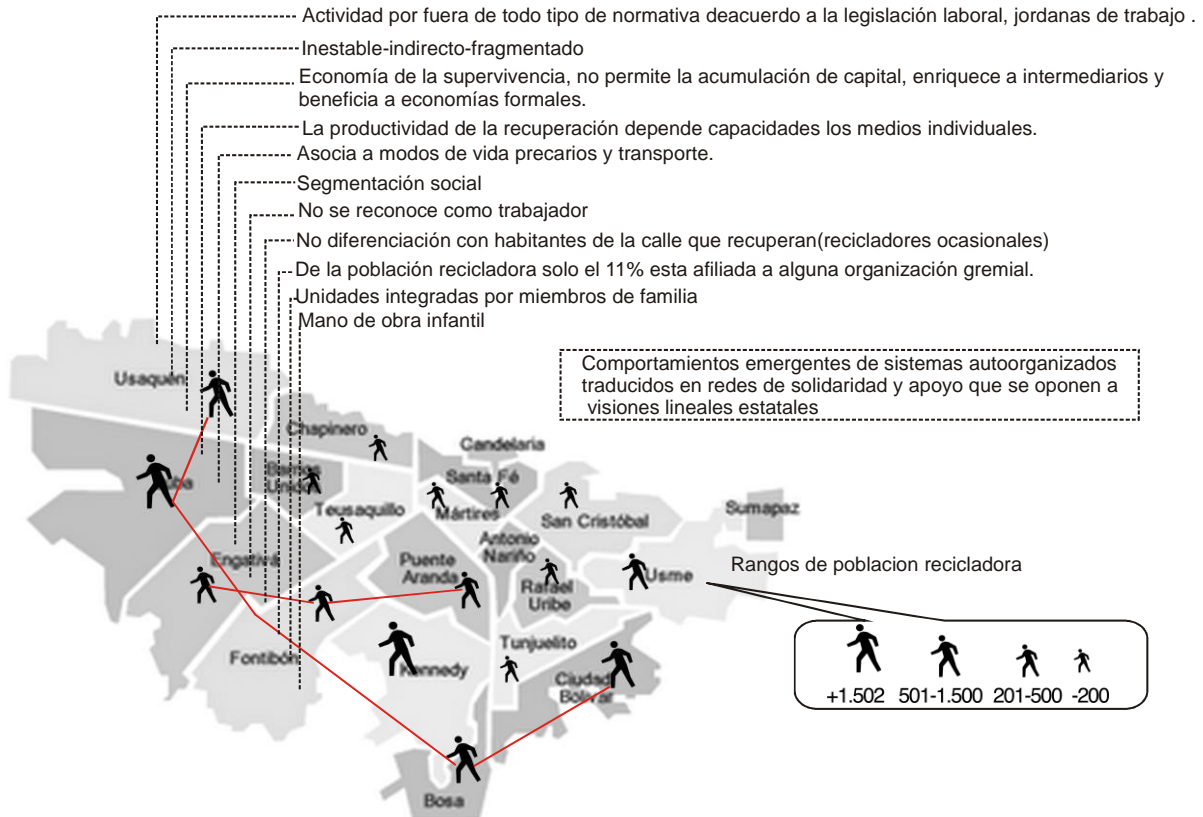 Actividad por fuera de todo tipo de normativa deacuerdo a la legislación laboral, jordanas de trabajo .
Inestable-indirecto-fragmentado
Economía de la supervivencia, no permite la acumulación de capital, enriquece a intermediarios y
beneficia a economías formales.
La productividad de la recuperación depende capacidades los medios individuales.
Asocia a modos de vida precarios y transporte.
Segmentación social
No se reconoce como trabajador
No diferenciación con habitantes de la calle que recuperan(recicladores ocasionales)
De la población recicladora solo el 11% esta afiliada a alguna organización gremial.
Unidades integradas por miembros de familia
Mano de obra infantil
Comportamientos emergentes de sistemas autoorganizados
traducidos en redes de solidaridad y apoyo que se oponen a
visiones lineales estatales
Usaquén
Chapinero
Candelaria
Barrios
Unidos
Santa Fé
Teusaquillo
Mártires
San Cristóbal
Sumapaz
Antonio
Nariño
Engativá
Puente
Aranda
Rafael
Uribe
Usme
Tunjuelito
Fontibón
Kennedy
Ciudad
Bolívar
Bosa
Rangos de poblacion recicladora
+1.502 501-1.500 201-500 -200